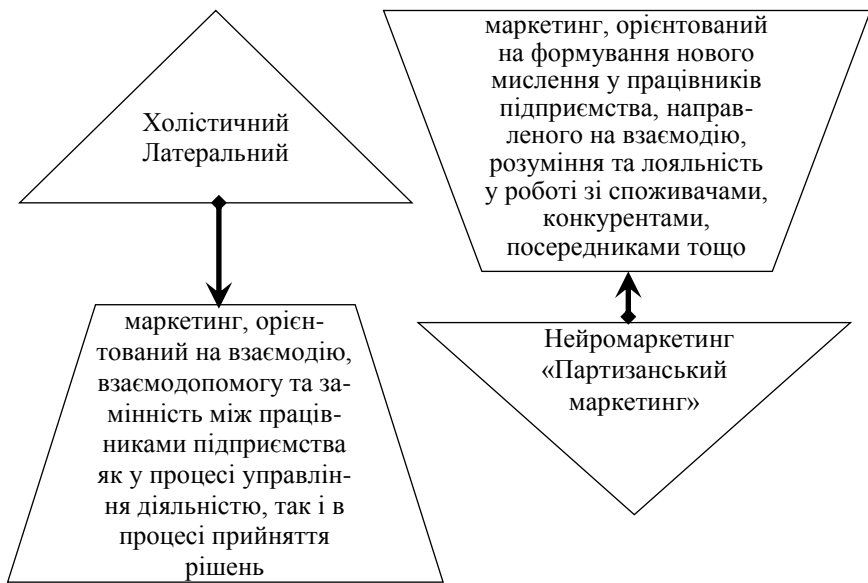 Холістичний
Латеральний
маркетинг, орієн-
тований на взаємодію,
взаємодопомогу та за-
мінність між праців-
никами підприємства
як у процесі управлін-
ня діяльністю, так і в
процесі прийняття
рішень
маркетинг, орієнтований
на формування нового
мислення у працівників
підприємства, направ-
леного на взаємодію,
розуміння та лояльність
у роботі зі споживачами,
конкурентами,
посередниками тощо
Нейромаркетинг
«Партизанський
маркетинг»